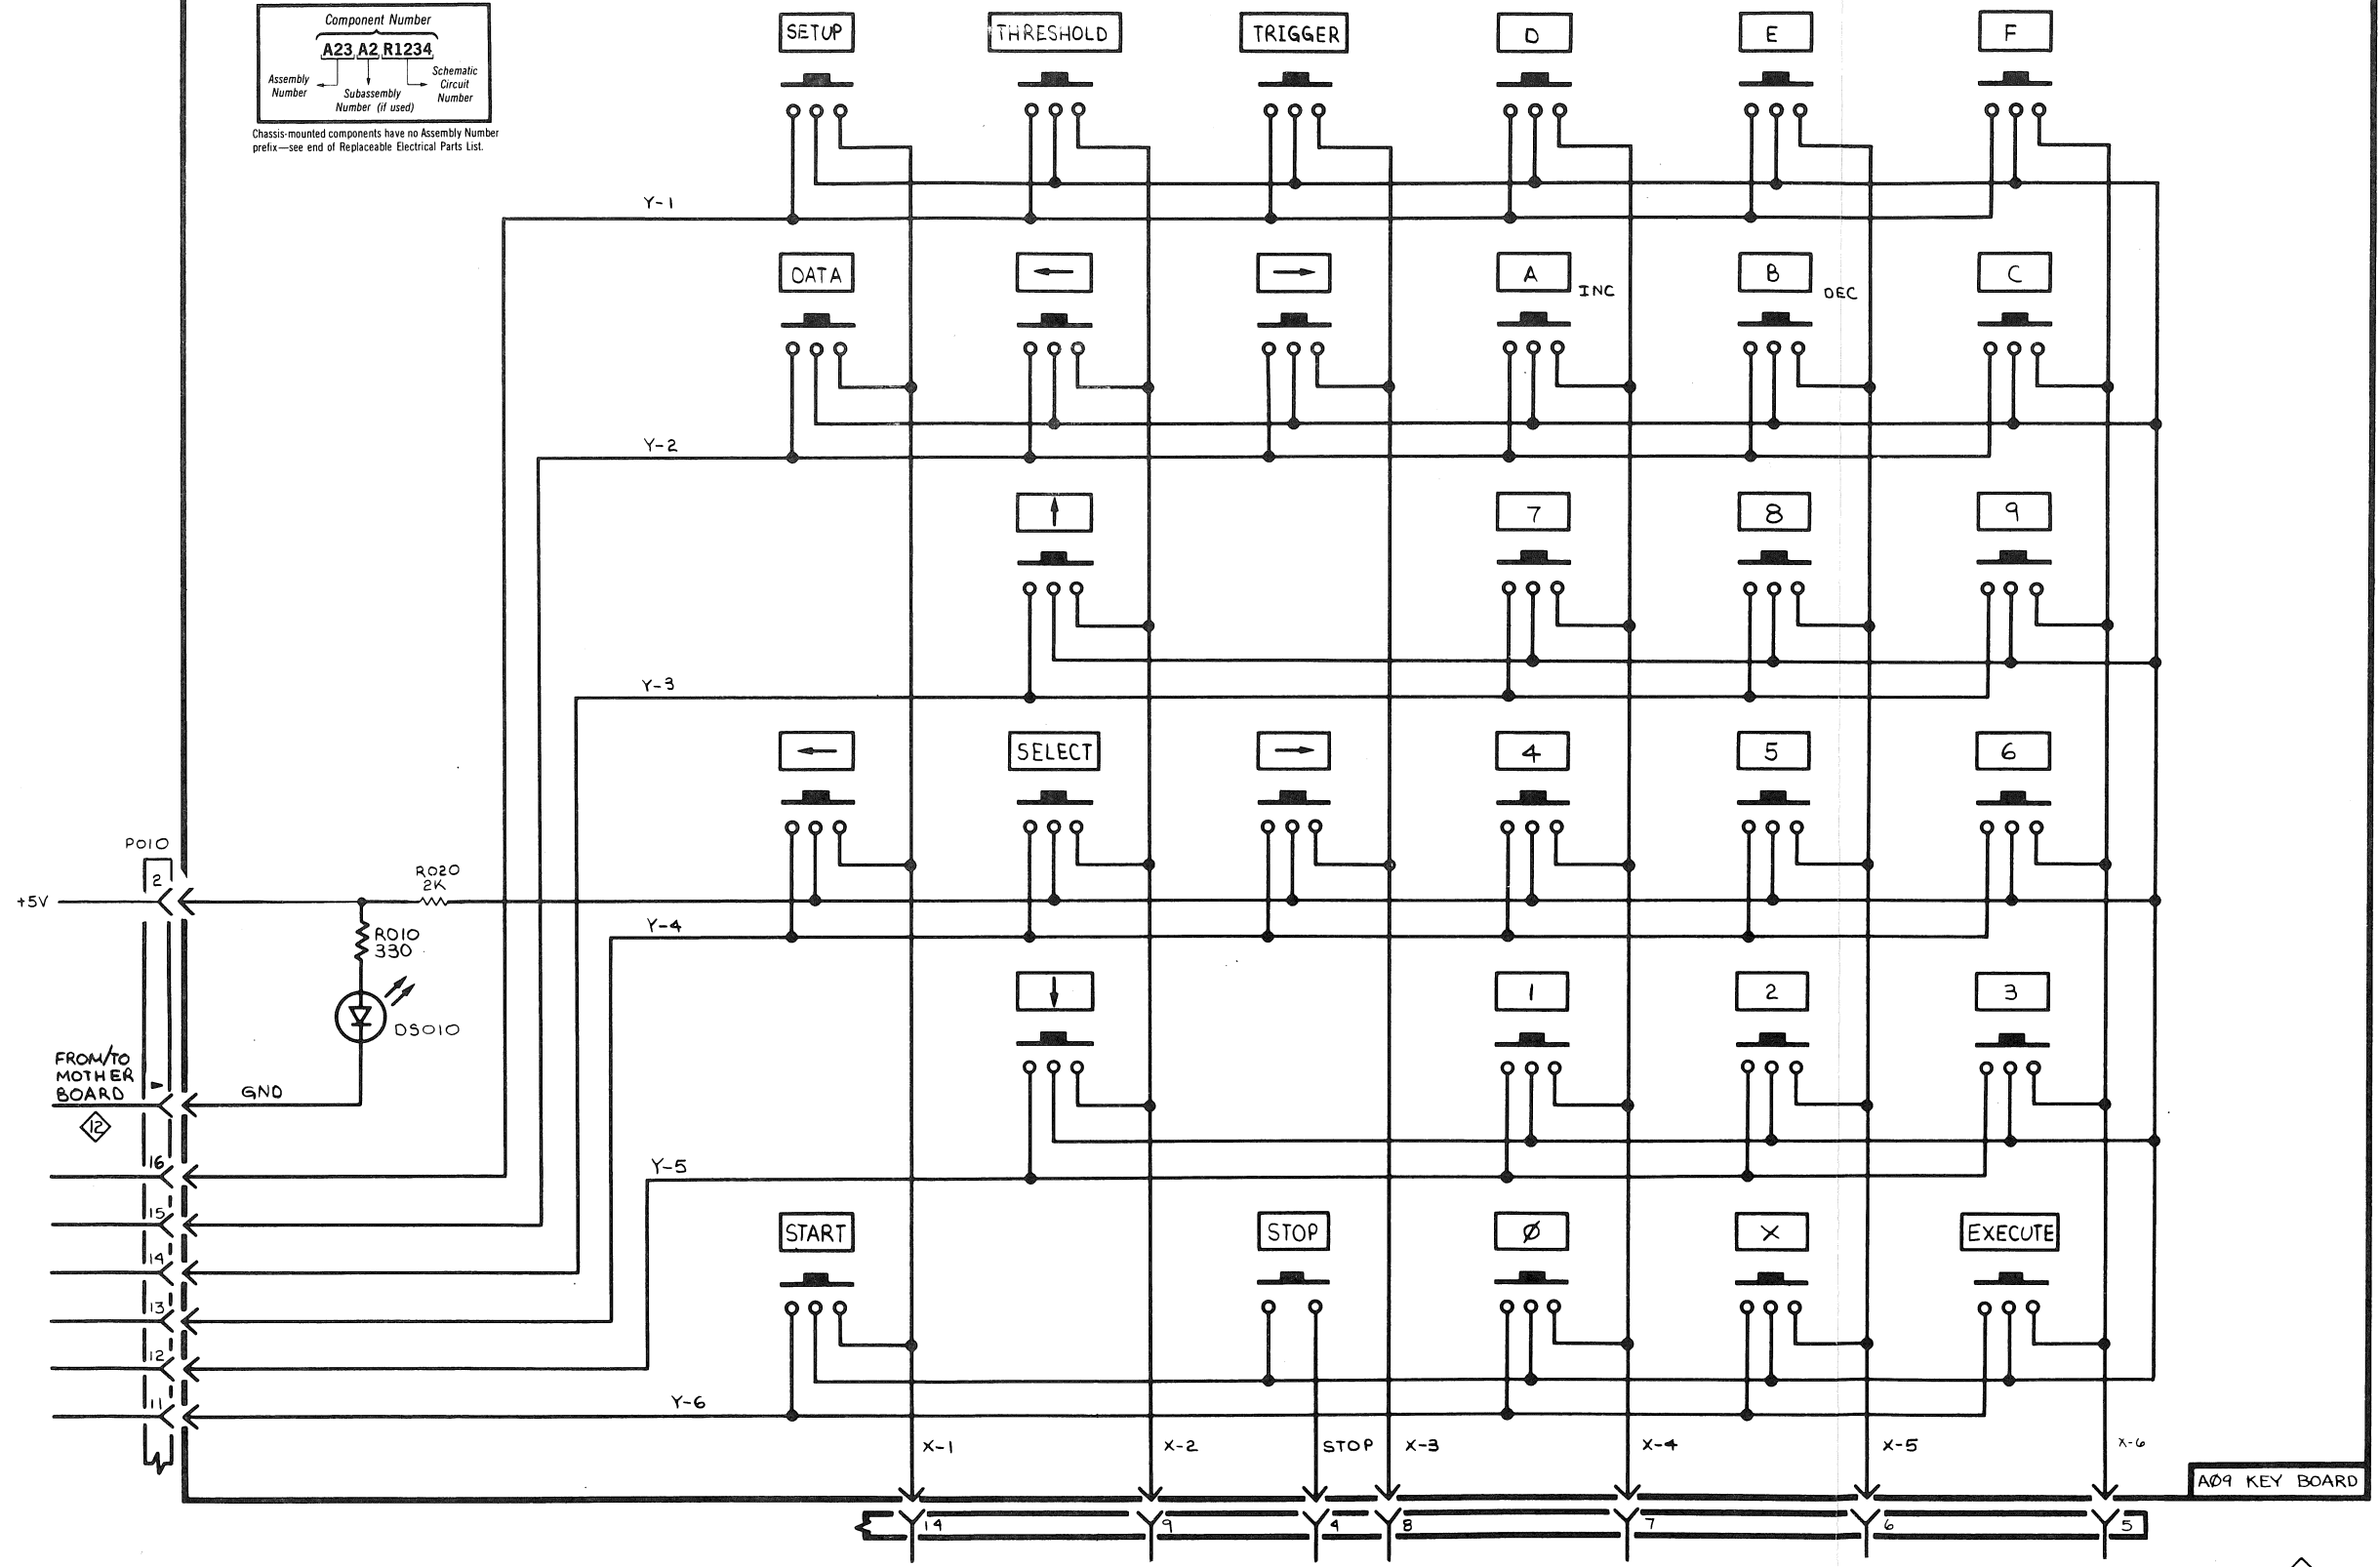 Component Number
A23 A2 R1234
Assembly Number
Subassembly Number (if used)
Schematic Circuit Number
Chassis-mounted components have no Assembly Number
prefix—see end of Replaceable Electrical Parts List.
SETUP THRESHOLD TRIGGER D E F
Y-1
DATA ← → A INC B DEC C
Y-2
↑ 7 8 9
Y-3
← SELECT → 4 5 6
P010
2
+5V
R020
2K
Y-4
R010
330
DS010
↓ 1 2 3
FROM/TO
MOTHER
BOARD
12
GND
Y-5
16
15
14
13
12
11
START STOP Ø X EXECUTE
Y-6
X-1 X-2 STOP X-3 X-4 X-5 X-6
AØ9 KEY BOARD
14 9 4 8 7 6 5